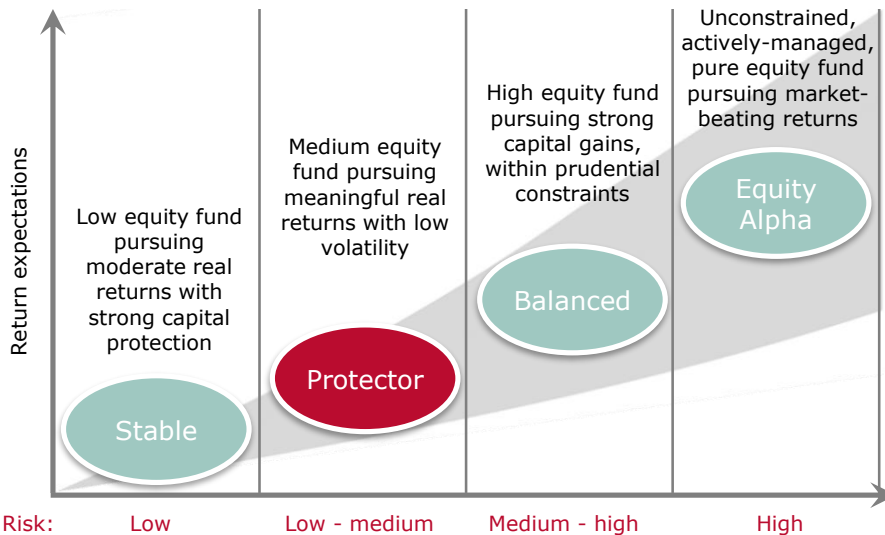 Return expectations
Low equity fund
pursuing
moderate real
returns with
strong capital
protection
Stable
Medium equity
fund pursuing
meaningful real
returns with low
volatility
Protector
High equity fund
pursuing strong
capital gains,
within prudential
constraints
Balanced
Unconstrained,
actively-managed,
pure equity fund
pursuing market-
beating returns
Equity
Alpha
Risk: Low Low - medium Medium - high High